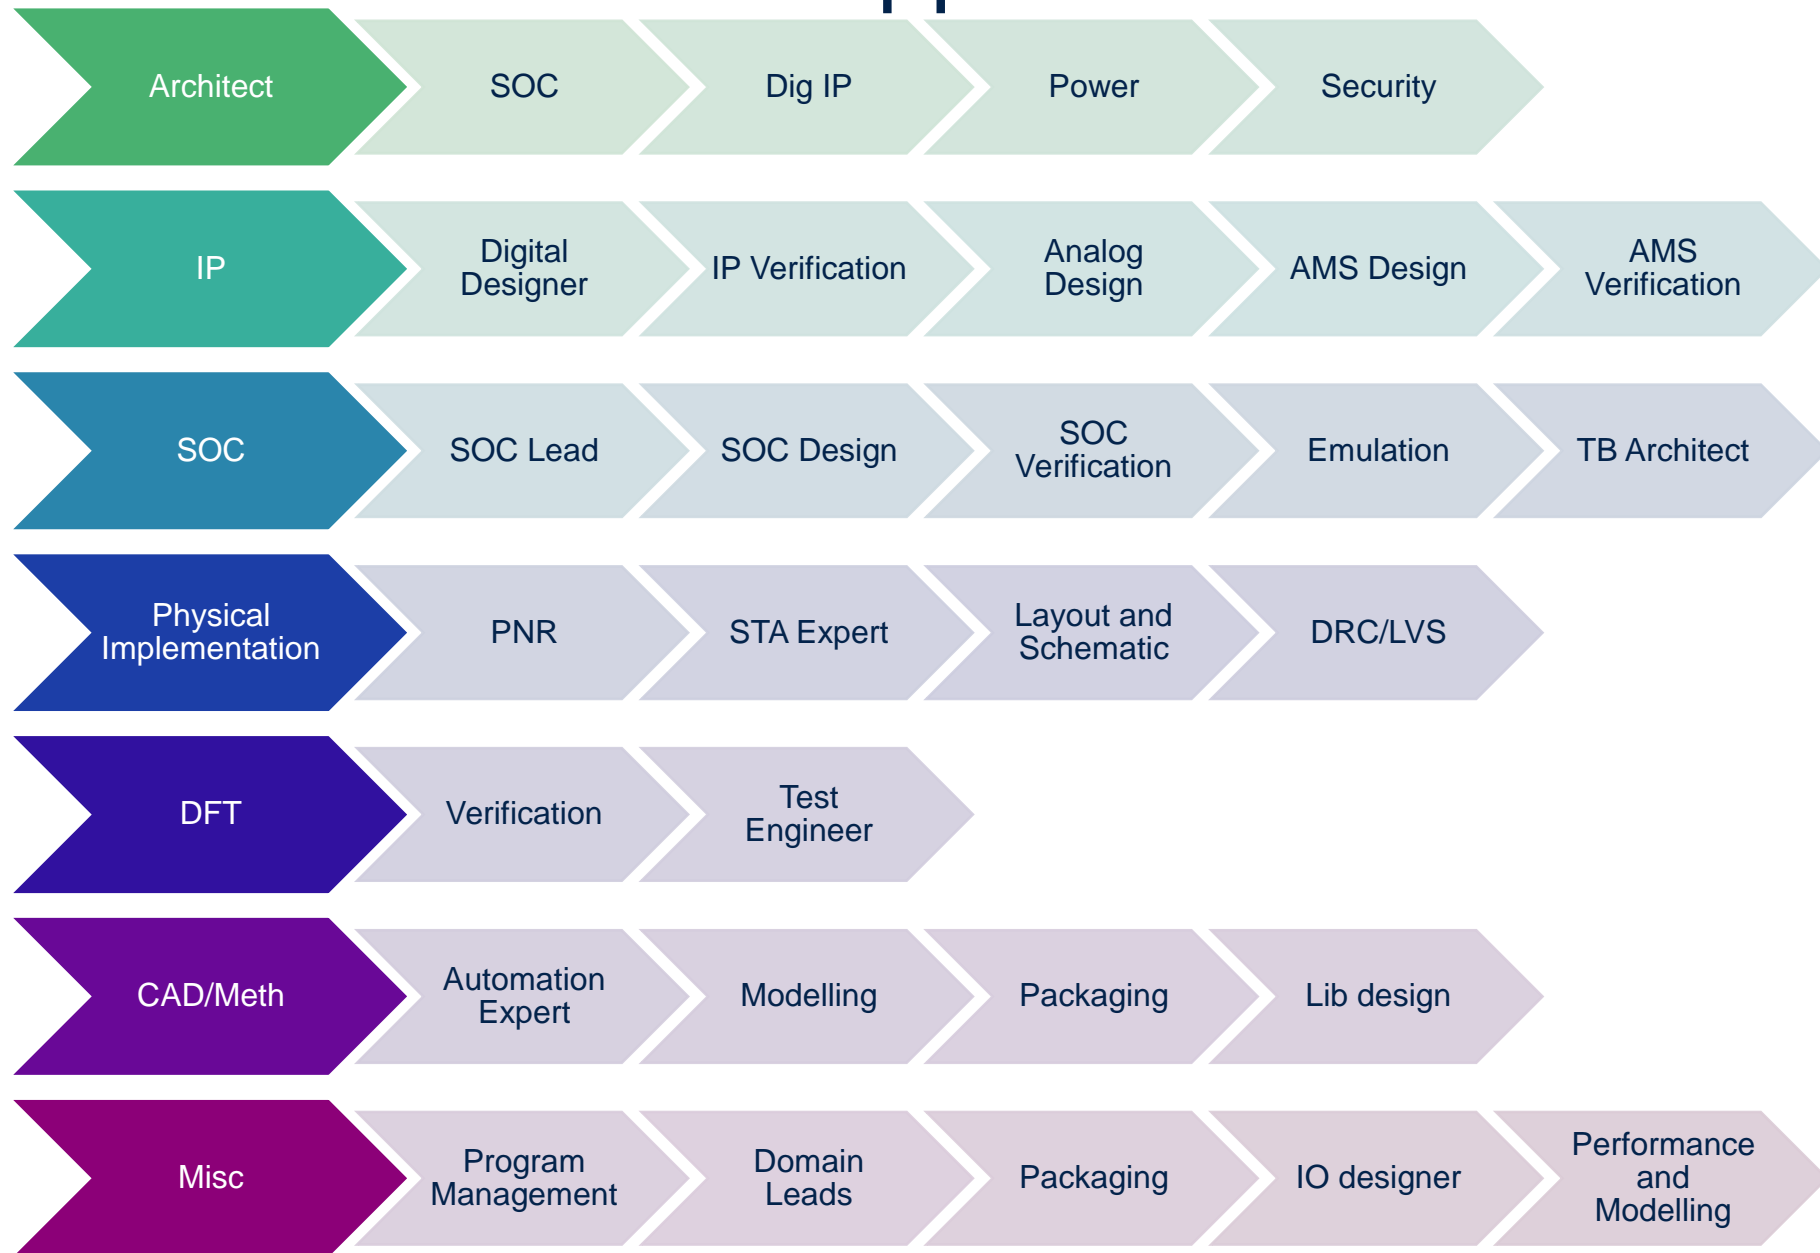 Architect
SOC
Dig IP
Power
Security
IP
Digital
Designer
IP Verification
Analog
Design
AMS Design
AMS
Verification
SOC
SOC Lead
SOC Design
SOC
Verification
Emulation
TB Architect
Physical
Implementation
PNR
STA Expert
Layout and
Schematic
DRC/LVS
DFT
Verification
Test
Engineer
CAD/Meth
Automation
Expert
Modelling
Packaging
Lib design
Misc
Program
Management
Domain
Leads
Packaging
IO designer
Performance
and
Modelling